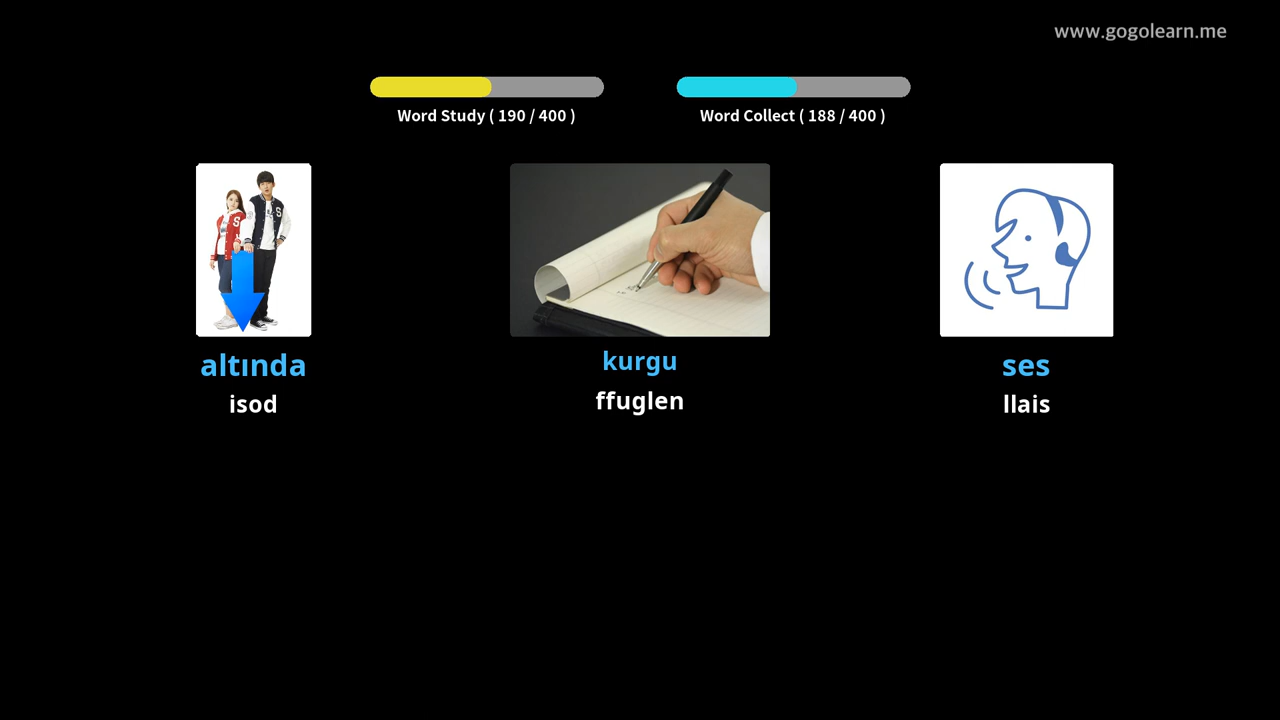 www.gogolearn.me
Word Study ( 190 / 400 )
Word Collect ( 188 / 400 )
altında
kurgu
ses
isod
ffuglen
llais